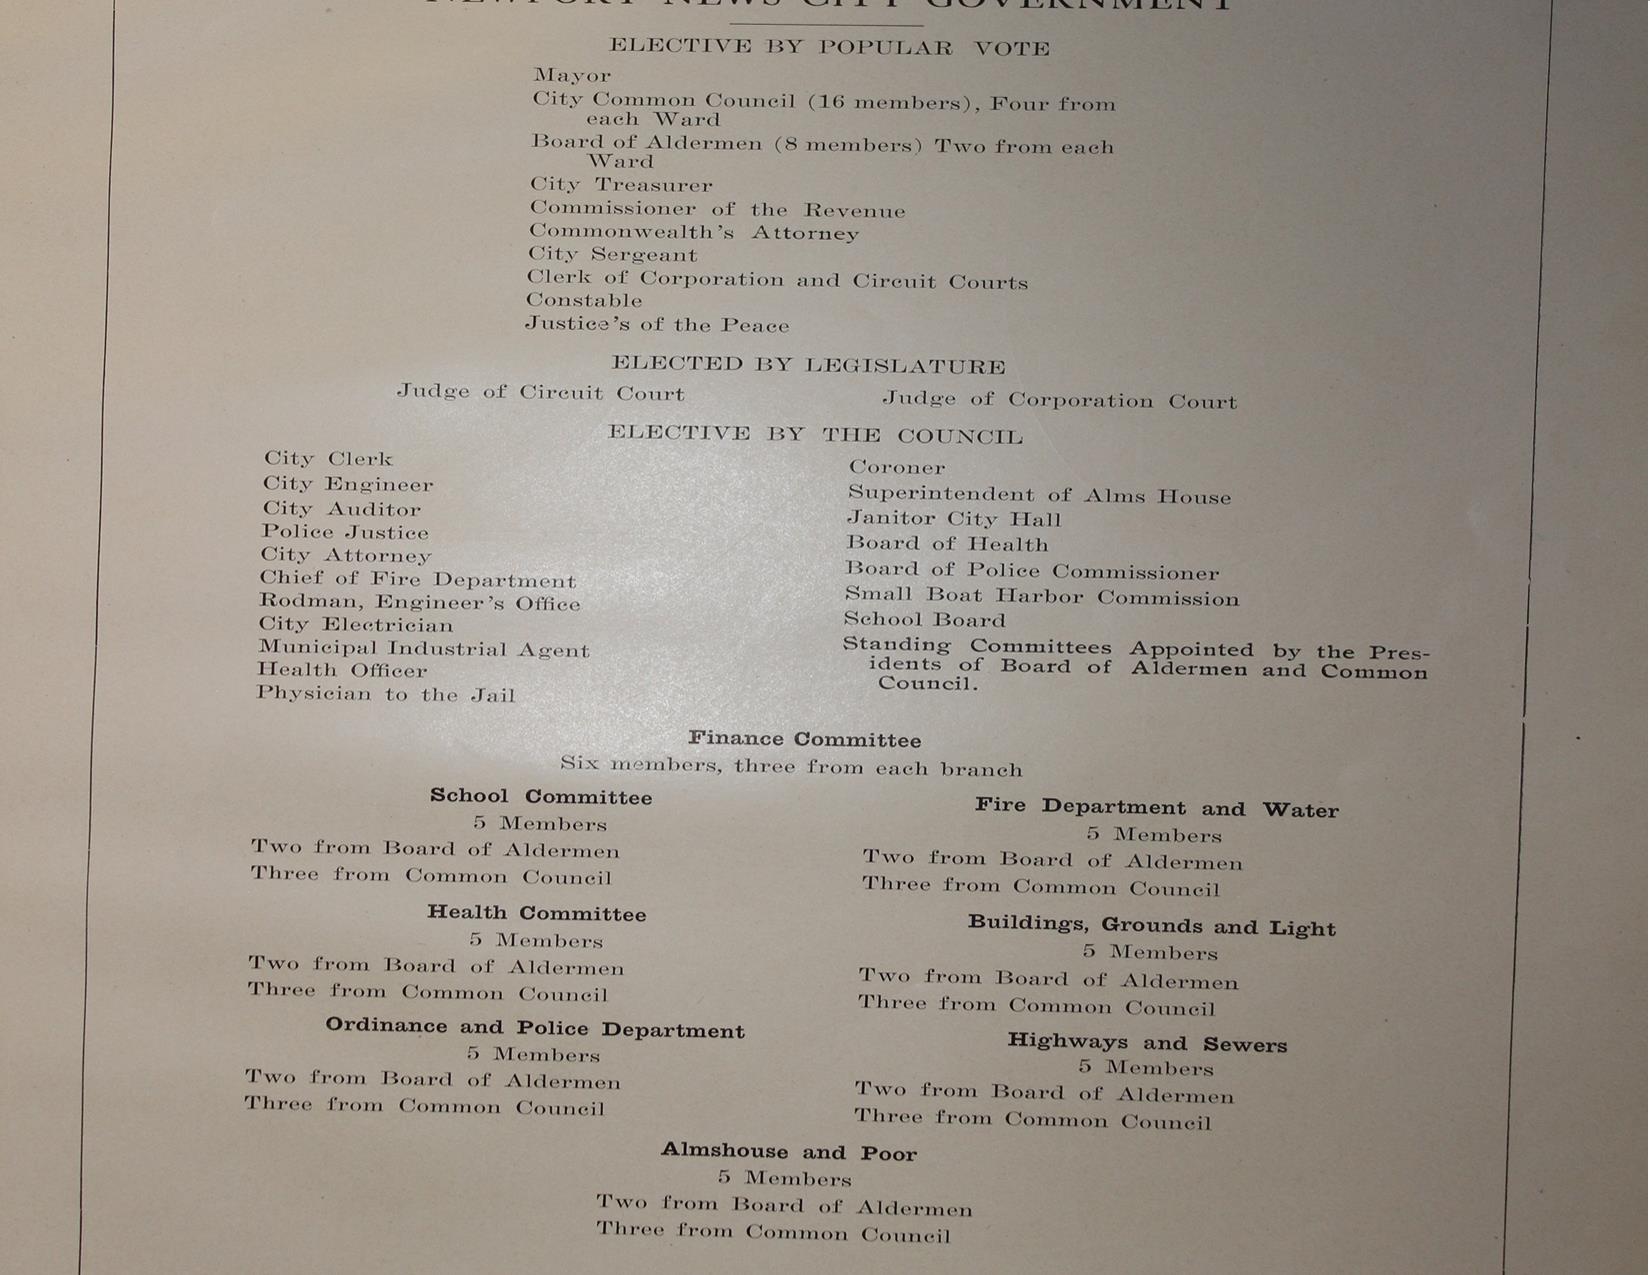 NEWPORT NEWS CITY GOVERNMENT
ELECTIVE BY POPULAR VOTE
Mayor
City Common Council (16 members), Four from
each Ward
Board of Aldermen (8 members) Two from each
Ward
City Treasurer
Commissioner of the Revenue
Commonwealth's Attorney
City Sergeant
Clerk of Corporation and Circuit Courts
Constable
Justice's of the Peace
ELECTED BY LEGISLATURE
Judge of Circuit Court
Judge of Corporation Court
ELECTIVE BY THE COUNCIL
City Clerk
City Engineer
City Auditor
Police Justice
City Attorney
Chief of Fire Department
Rodman, Engineer's Office
City Electrician
Municipal Industrial Agent
Health Officer
Physician to the Jail
Coroner
Superintendent of Alms House
Janitor City Hall
Board of Health
Board of Police Commissioner
Small Boat Harbor Commission
School Board
Standing Committees Appointed by the Pres-
idents of Board of Aldermen and Common
Council.
Finance Committee
Six members, three from each branch
School Committee
5 Members
Two from Board of Aldermen
Three from Common Council
Fire Department and Water
5 Members
Two from Board of Aldermen
Three from Common Council
Health Committee
5 Members
Two from Board of Aldermen
Three from Common Council
Buildings, Grounds and Light
5 Members
Two from Board of Aldermen
Three from Common Council
Ordinance and Police Department
5 Members
Two from Board of Aldermen
Three from Common Council
Highways and Sewers
5 Members
Two from Board of Aldermen
Three from Common Council
Almshouse and Poor
5 Members
Two from Board of Aldermen
Three from Common Council